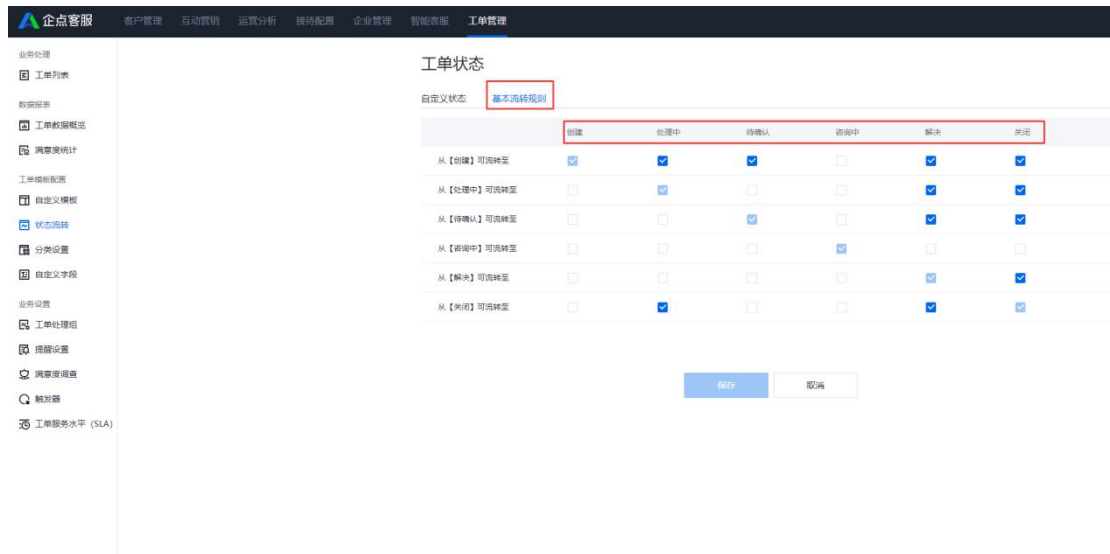 企点客服 客户管理 互动营销 运营分析 接待配置 企业管理 智能客服 工单管理
业务处理
工单列表
数据报表
工单数据概览
满意度统计
工单模板配置
自定义模板
状态流转
分类设置
自定义字段
业务设置
工单处理组
提醒设置
满意度调查
触发器
工单服务水平 (SLA)
工单状态
自定义状态 基本流转规则
创建 处理中 待确认 咨询中 解决 关闭
从【创建】可流转至
从【处理中】可流转至
从【待确认】可流转至
从【咨询中】可流转至
从【解决】可流转至
从【关闭】可流转至
保存 取消